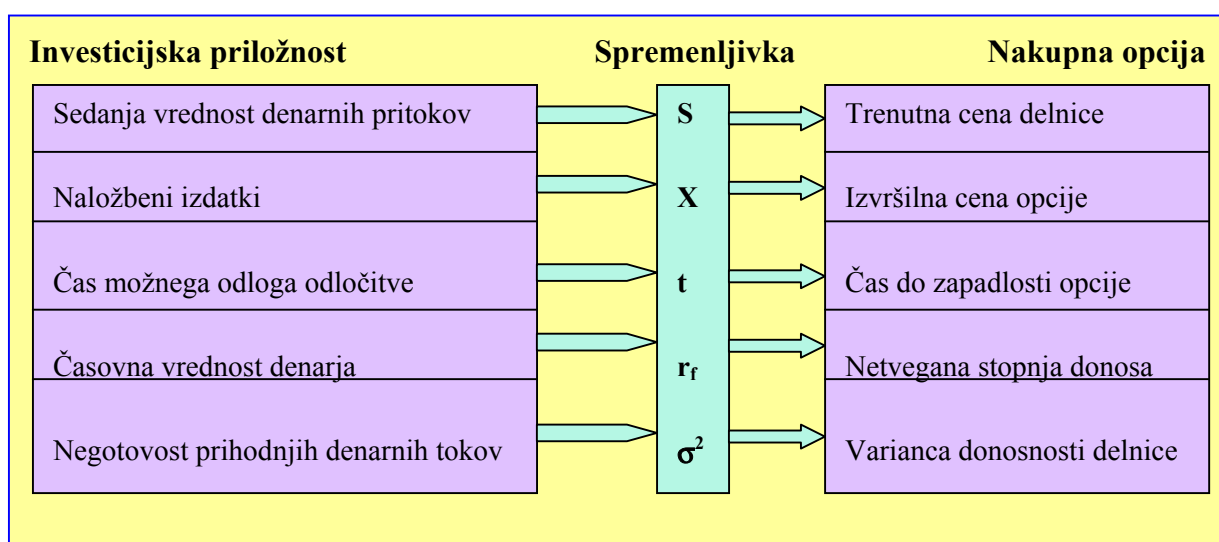 Investicijska priložnost Spremenljivka Nakupna opcija
Sedanja vrednost denarnih pritokov S Trenutna cena delnice
Naložbeni izdatki X Izvršilna cena opcije
Čas možnega odloga odločitve t Čas do zapadlosti opcije
Časovna vrednost denarja r_f Netvegana stopnja donosa
Negotovost prihodnjih denarnih tokov σ² Varianca donosnosti delnice